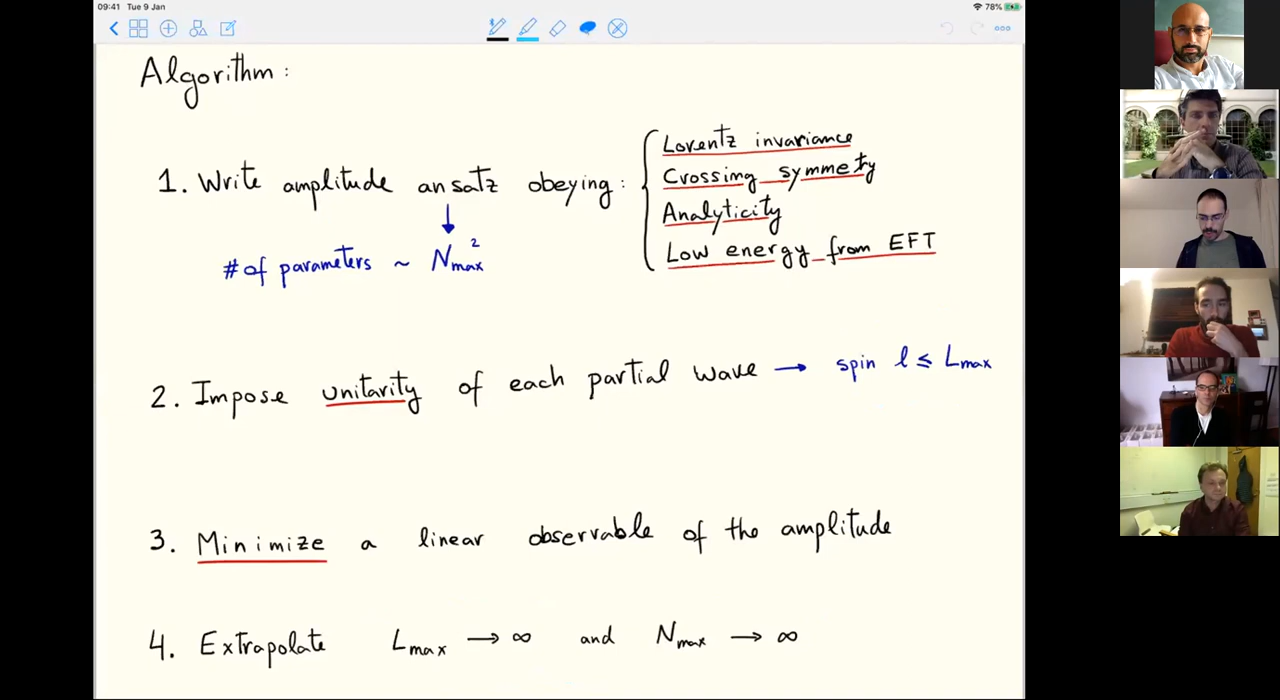 09:41 Tue 9 Jan
78%
Algorithm :
1. Write amplitude ansatz obeying :
Lorentz invariance
Crossing symmetry
Analyticity
Low energy from EFT
# of parameters ~ N_max^2
2. Impose unitarity of each partial wave → spin l ≤ L_max
3. Minimize a linear observable of the amplitude
4. Extrapolate L_max → ∞ and N_max → ∞